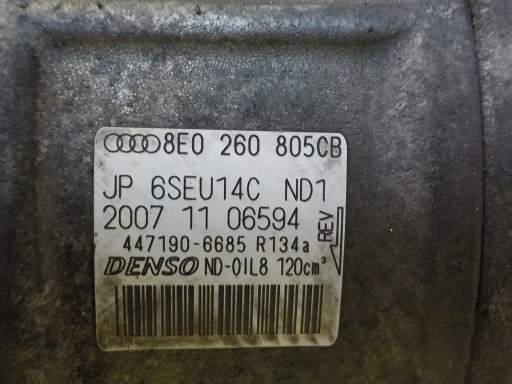 8E0 260 805CB
JP 6SEU14C ND1
2007 11 06594
REV
447190-6685 R134a
DENSO ND-OIL8 120cm³